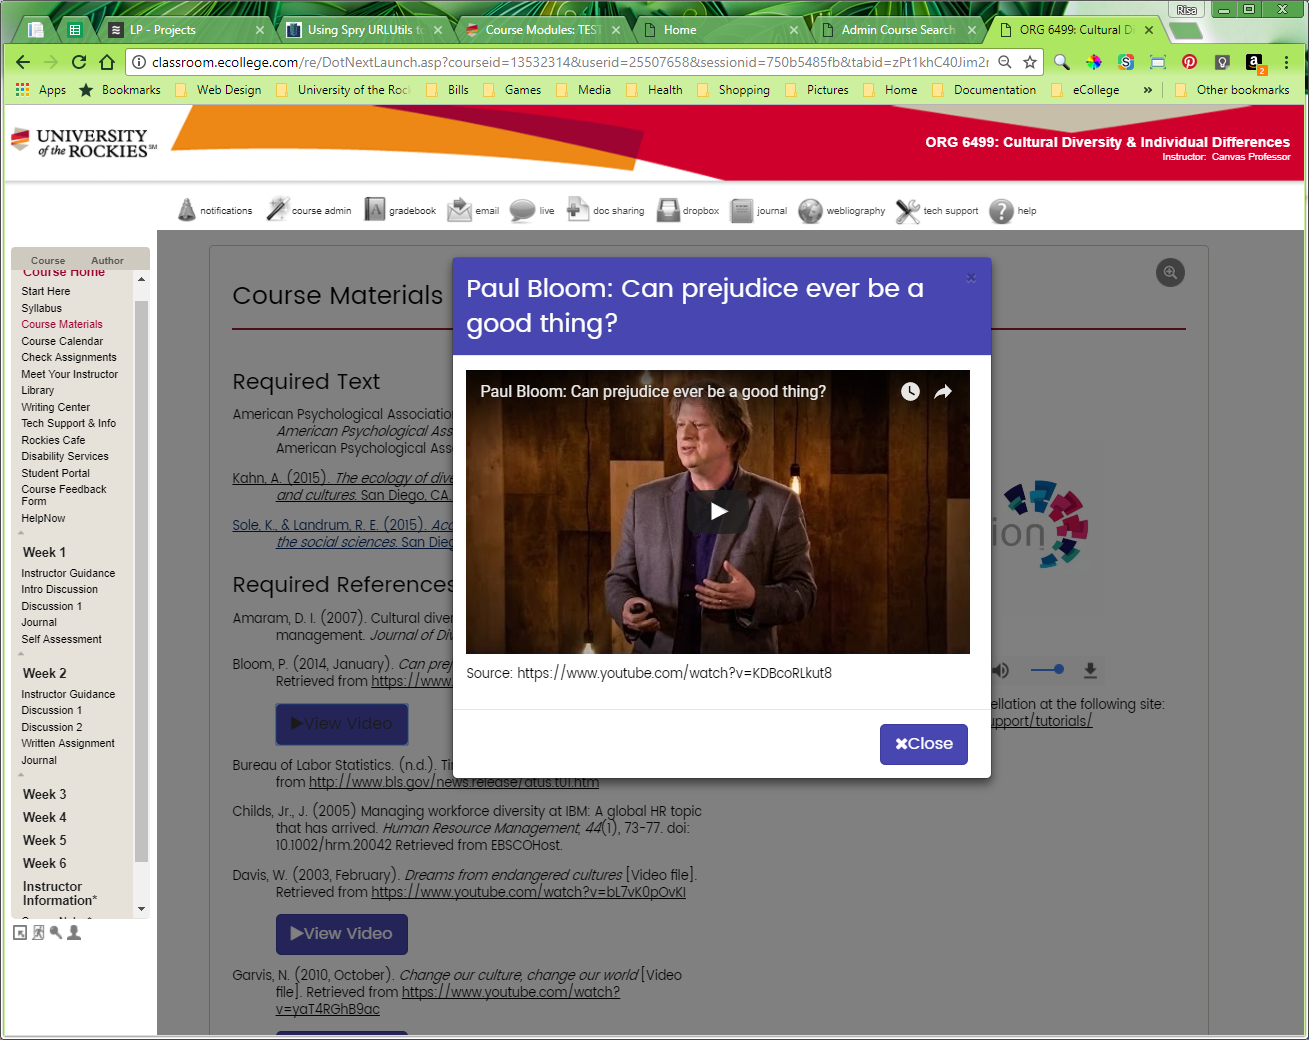 Risa
LP - Projects
Using Spry URLUtils to
Course Modules: TEST
Home
Admin Course Search
ORG 6499: Cultural Di
classroom.ecollege.com/re/DotNextLaunch.asp?courseid=13532314&userid=25507658&sessionid=750b5485fb&tabid=zPt1khC40Jim2r
2
Apps
Bookmarks
Web Design
University of the Roc
Bills
Games
Media
Health
Shopping
Pictures
Home
Documentation
eCollege
»
Other bookmarks
UNIVERSITY
of the ROCKIES℠
ORG 6499: Cultural Diversity & Individual Differences
Instructor: Canvas Professor
notifications
course admin
gradebook
email
live
doc sharing
dropbox
journal
webliography
tech support
help
Course Author
Course Home
Start Here
Syllabus
Course Materials
Course Calendar
Check Assignments
Meet Your Instructor
Library
Writing Center
Tech Support & Info
Rockies Cafe
Disability Services
Student Portal
Course Feedback
Form
HelpNow
Week 1
Instructor Guidance
Intro Discussion
Discussion 1
Journal
Self Assessment
Week 2
Instructor Guidance
Discussion 1
Discussion 2
Written Assignment
Journal
Week 3
Week 4
Week 5
Week 6
Instructor
Information*
Course Materials
Required Text
American Psychological Association
American Psychological Ass
American Psychological Ass
Kahn, A. (2015). The ecology of dive
and cultures. San Diego, CA
Sole, K., & Landrum, R. E. (2015). Aca
the social sciences. San Dieg
Required References
Amaram, D. I. (2007). Cultural diver
management. Journal of Div
Bloom, P. (2014, January). Can prej
Retrieved from https://www.
View Video
Bureau of Labor Statistics. (n.d.). Tim
from http://www.bls.gov/news.release/atus.t01.htm
Childs, Jr., J. (2005) Managing workforce diversity at IBM: A global HR topic
that has arrived. Human Resource Management, 44(1), 73-77. doi:
10.1002/hrm.20042 Retrieved from EBSCOHost.
Davis, W. (2003, February). Dreams from endangered cultures [Video file].
Retrieved from https://www.youtube.com/watch?v=bL7vK0pOvKI
View Video
Garvis, N. (2010, October). Change our culture, change our world [Video
file]. Retrieved from https://www.youtube.com/watch?
v=yaT4RGhB9ac
Paul Bloom: Can prejudice ever be a
good thing?
×
Paul Bloom: Can prejudice ever be a good thing?
Source: https://www.youtube.com/watch?v=KDBcoRLkut8
Close
ion
ellation at the following site:
upport/tutorials/